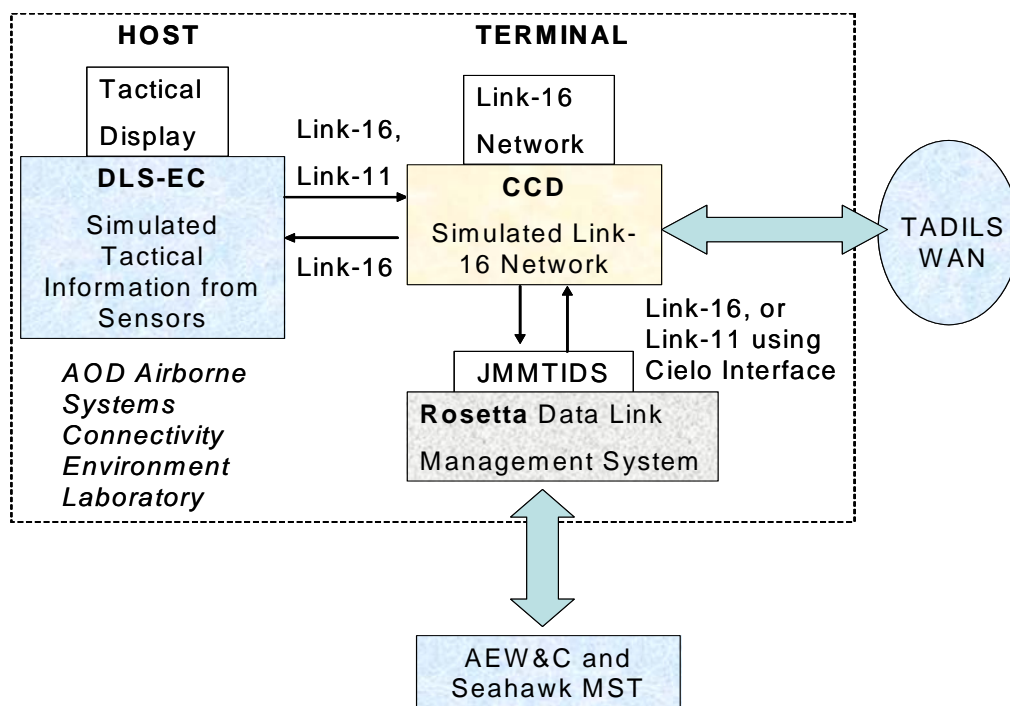 HOST
TERMINAL
Tactical
Display
Link-16,
Link-11
Link-16
Network
DLS-EC
Simulated
Tactical
Information from
Sensors
Link-16
CCD
Simulated Link-
16 Network
TADILS
WAN
Link-16, or
Link-11 using
Cielo Interface
JMMTIDS
Rosetta Data Link
Management System
AOD Airborne
Systems
Connectivity
Environment
Laboratory
AEW&C and
Seahawk MST